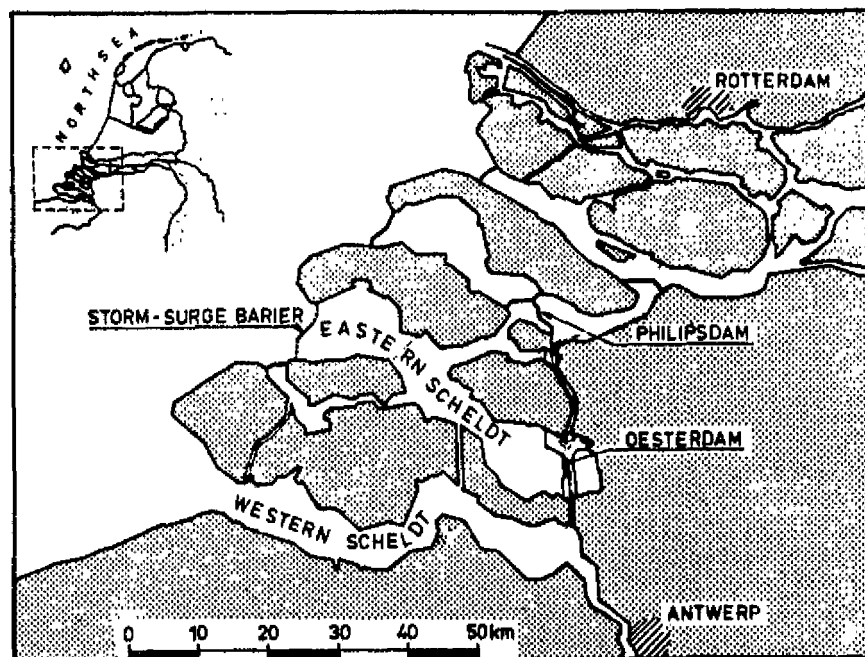 NORTHSEA
ROTTERDAM
STORM-SURGE BARIER
EASTERN SCHELDT
PHILIPSDAM
OESTERDAM
WESTERN SCHELDT
ANTWERP
0 10 20 30 40 50km